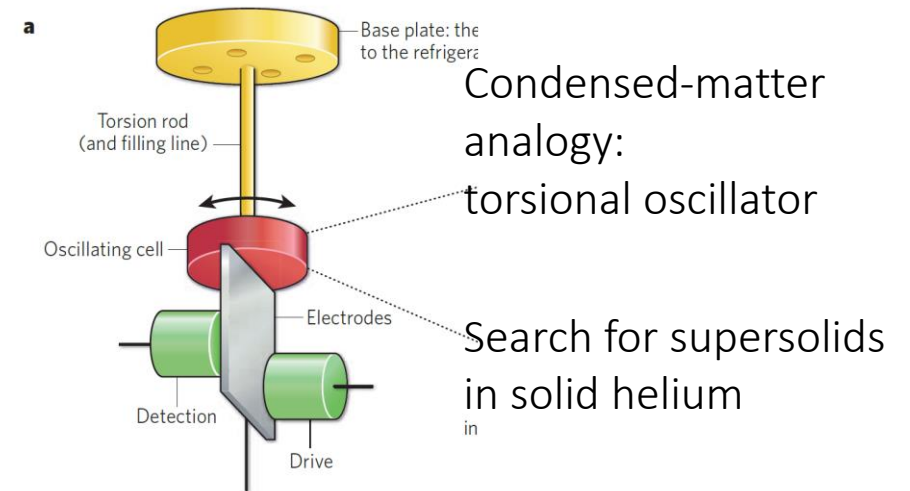 a
Base plate: the
to the refrigera
Condensed-matter
analogy:
torsional oscillator
Torsion rod
(and filling line)
Oscillating cell
Electrodes
Search for supersolids
in solid helium
in
Detection
Drive